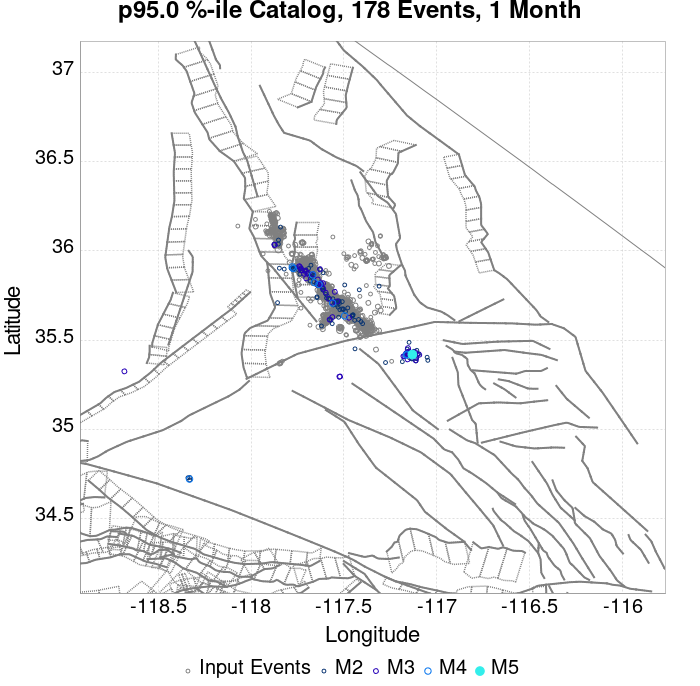 p95.0 %-ile Catalog, 178 Events, 1 Month
37
36.5
36
35.5
35
34.5
Latitude
-118.5 -118 -117.5 -117 -116.5 -116
Longitude
Input Events M2 M3 M4 M5